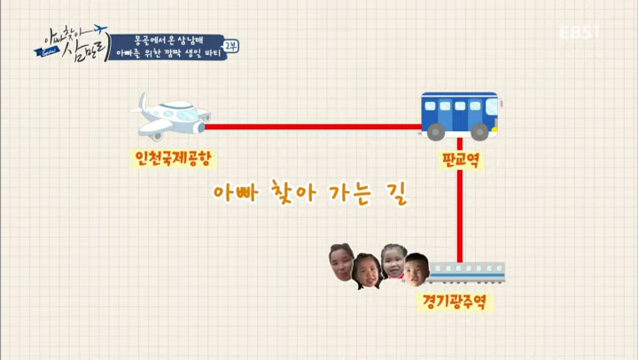 아빠 찾아
삼만리
몽골에서 온 삼남매
아빠를 위한 깜짝 생일 파티
2부
EBS1
인천국제공항
판교역
아빠 찾아 가는 길
경기광주역